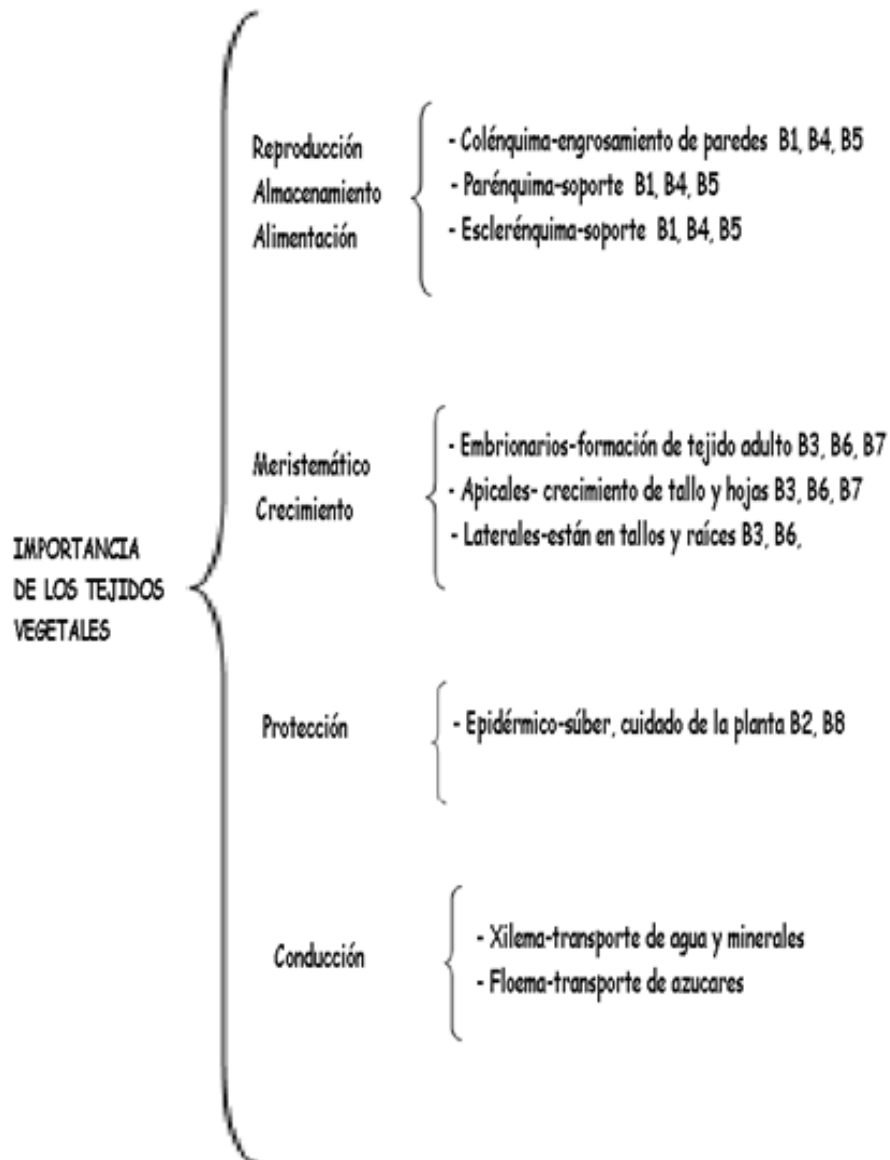 IMPORTANCIA
DE LOS TEJIDOS
VEGETALES
Reproducción
Almacenamiento
Alimentación
- Colénquima-engrosamiento de paredes B1, B4, B5
- Parénquima-soporte B1, B4, B5
- Esclerénquima-soporte B1, B4, B5
Meristemático
Crecimiento
- Embrionarios-formación de tejido adulto B3, B6, B7
- Apicales- crecimiento de tallo y hojas B3, B6, B7
- Laterales-están en tallos y raíces B3, B6,
Protección
- Epidérmico-súber, cuidado de la planta B2, B8
Conducción
- Xilema-transporte de agua y minerales
- Floema-transporte de azucares